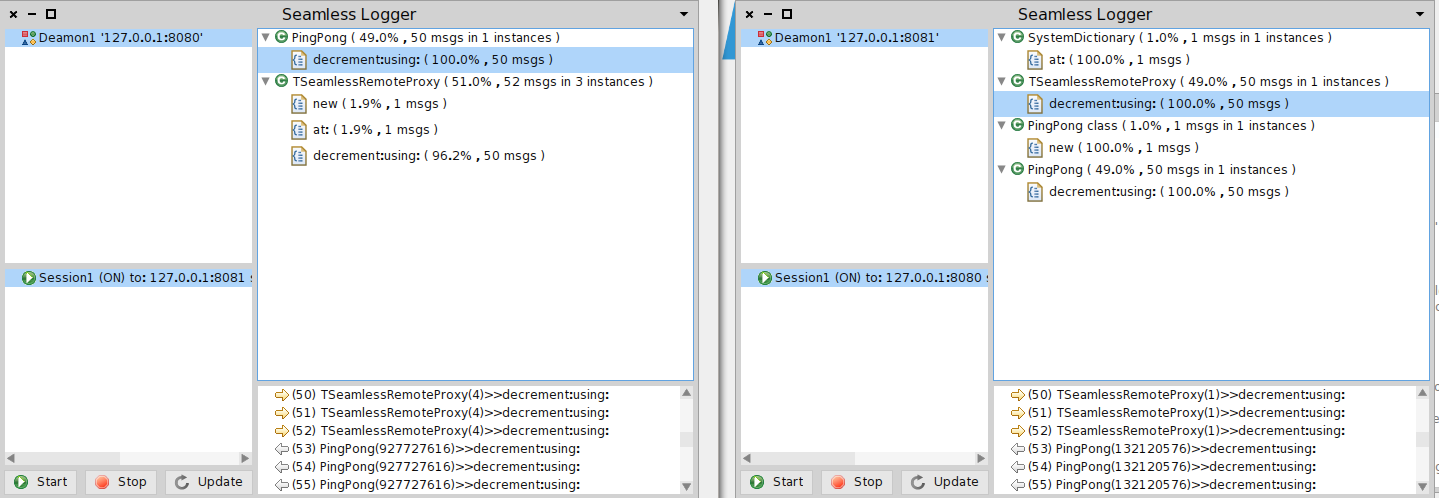 Seamless Logger
Deamon1 '127.0.0.1:8080'
Session1 (ON) to: 127.0.0.1:8081 s
PingPong ( 49.0% , 50 msgs in 1 instances )
decrement:using: ( 100.0% , 50 msgs )
TSeamlessRemoteProxy ( 51.0% , 52 msgs in 3 instances )
new ( 1.9% , 1 msgs )
at: ( 1.9% , 1 msgs )
decrement:using: ( 96.2% , 50 msgs )
(50) TSeamlessRemoteProxy(4)>>decrement:using:
(51) TSeamlessRemoteProxy(4)>>decrement:using:
(52) TSeamlessRemoteProxy(4)>>decrement:using:
(53) PingPong(927727616)>>decrement:using:
(54) PingPong(927727616)>>decrement:using:
(55) PingPong(927727616)>>decrement:using:
Start Stop Update
Seamless Logger
Deamon1 '127.0.0.1:8081'
Session1 (ON) to: 127.0.0.1:8080 s
SystemDictionary ( 1.0% , 1 msgs in 1 instances )
at: ( 100.0% , 1 msgs )
TSeamlessRemoteProxy ( 49.0% , 50 msgs in 1 instances )
decrement:using: ( 100.0% , 50 msgs )
PingPong class ( 1.0% , 1 msgs in 1 instances )
new ( 100.0% , 1 msgs )
PingPong ( 49.0% , 50 msgs in 1 instances )
decrement:using: ( 100.0% , 50 msgs )
(50) TSeamlessRemoteProxy(1)>>decrement:using:
(51) TSeamlessRemoteProxy(1)>>decrement:using:
(52) TSeamlessRemoteProxy(1)>>decrement:using:
(53) PingPong(132120576)>>decrement:using:
(54) PingPong(132120576)>>decrement:using:
(55) PingPong(132120576)>>decrement:using:
Start Stop Update